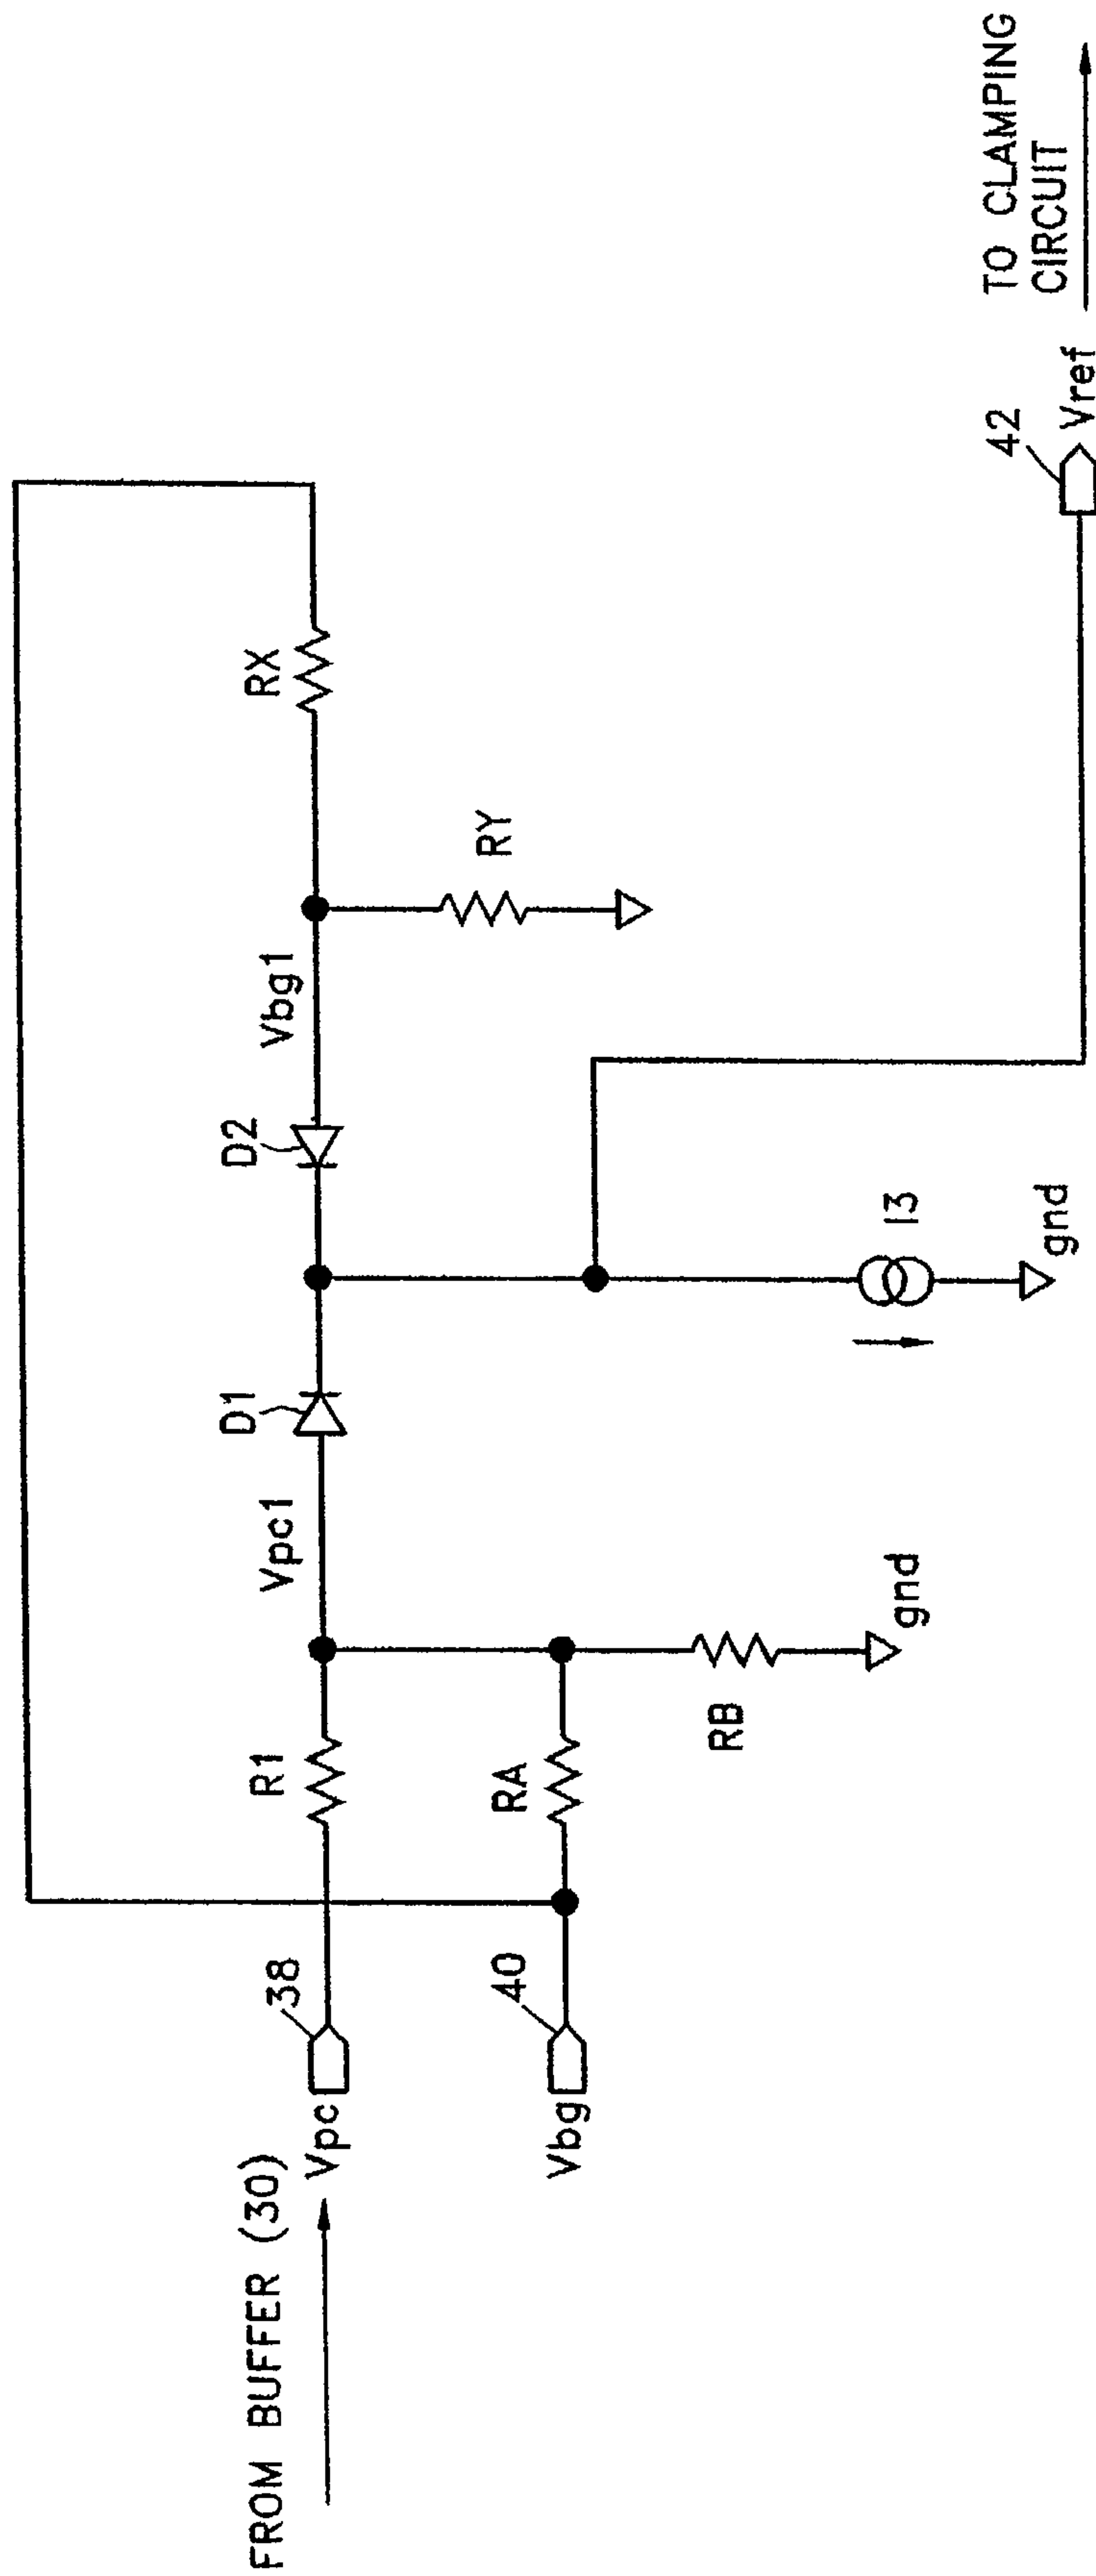 FROM BUFFER (30)
Vpc
38
R1
Vpc1
D1
D2
Vbg1
RX
Vbg
40
RA
RB
gnd
RY
I3
gnd
42
Vref
TO CLAMPING
CIRCUIT